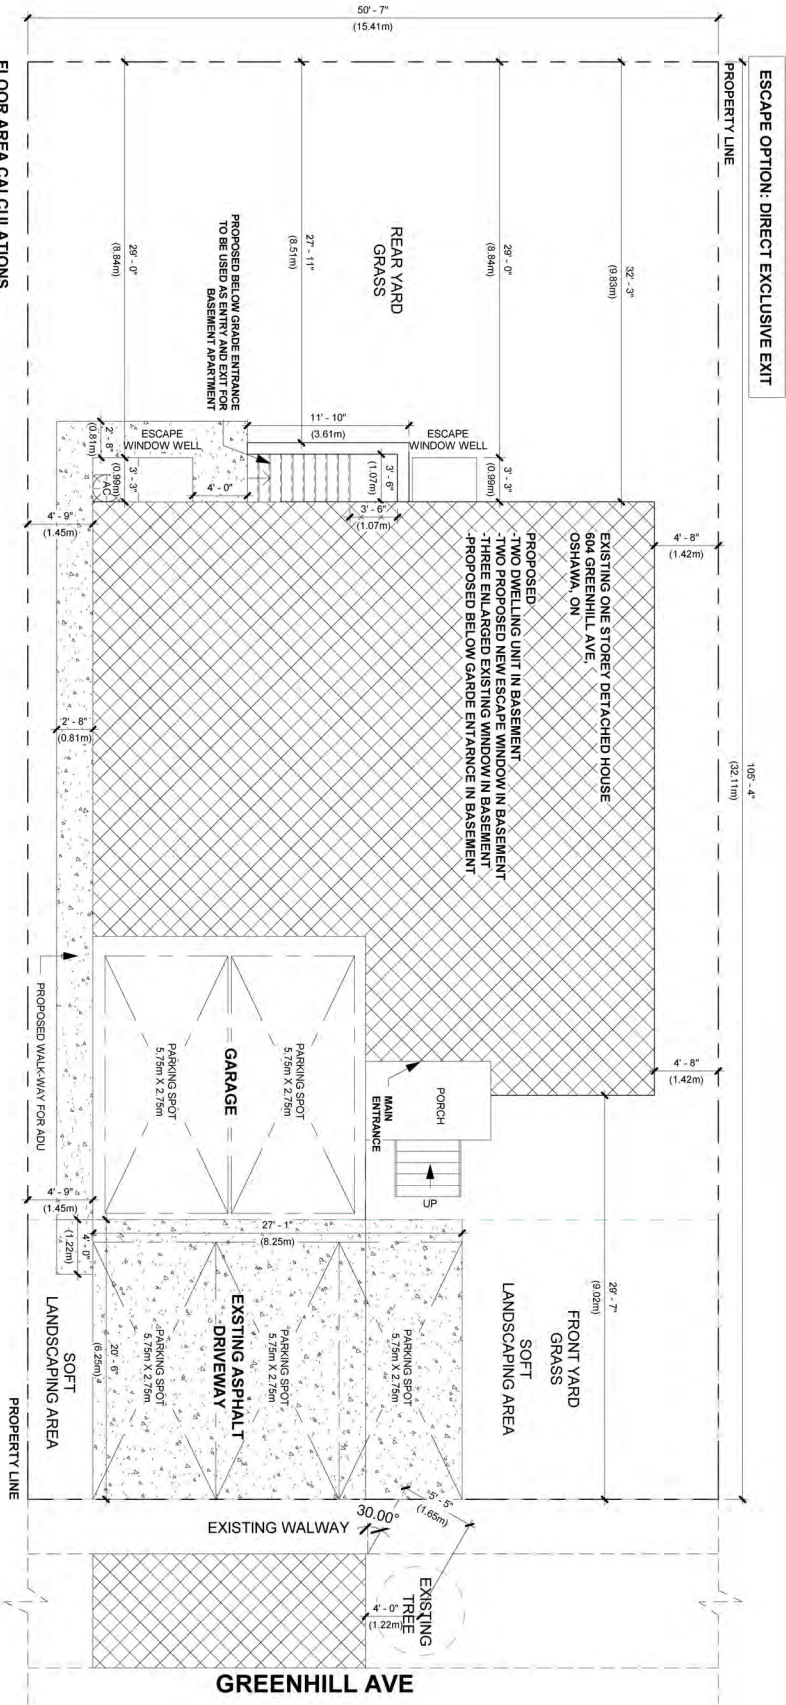 50' - 7"
(15.41m)
ESCAPE OPTION: DIRECT EXCLUSIVE EXIT
PROPERTY LINE
105' - 4"
(32.11m)
32' - 3"
(9.83m)
29' - 0"
(8.84m)
27' - 11"
(8.51m)
29' - 0"
(8.84m)
REAR YARD
GRASS
PROPOSED BELOW GRADE ENTRANCE
TO BE USED AS ENTRY AND EXIT FOR
BASEMENT APARTMENT
FLOOR AREA CALCULATIONS
11' - 10"
(3.61m)
ESCAPE
WINDOW WELL
ESCAPE
WINDOW WELL
2' - 8"
(0.81m)
3' - 3"
(0.99m)
AC
4' - 0"
3' - 6"
(1.07m)
3' - 6"
(1.07m)
3' - 3"
(0.99m)
4' - 9"
(1.45m)
4' - 8"
(1.42m)
EXISTING ONE STOREY DETACHED HOUSE
604 GREENHILL AVE,
OSHAWA, ON
PROPOSED
-TWO DWELLING UNIT IN BASEMENT
-TWO PROPOSED NEW ESCAPE WINDOW IN BASEMENT
-THREE ENLARGED EXISTING WINDOW IN BASEMENT
-PROPOSED BELOW GARDE ENTARNCE IN BASEMENT
2' - 8"
(0.81m)
PROPOSED WALK-WAY FOR ADU
GARAGE
PARKING SPOT
5.75m X 2.75m
PARKING SPOT
5.75m X 2.75m
MAIN
ENTRANCE
PORCH
UP
4' - 8"
(1.42m)
4' - 9"
(1.45m)
4' - 0"
(1.22m)
27' - 1"
(8.25m)
20' - 6"
(6.25m)
29' - 7"
(9.02m)
FRONT YARD
GRASS
SOFT
LANDSCAPING AREA
SOFT
LANDSCAPING AREA
EXSTING ASPHALT
DRIVEWAY
PARKING SPOT
5.75m X 2.75m
PARKING SPOT
5.75m X 2.75m
PARKING SPOT
5.75m X 2.75m
PROPERTY LINE
EXISTING WALWAY
30.00°
5' - 5"
(1.65m)
4' - 0"
(1.22m)
EXISTING
TREE
GREENHILL AVE